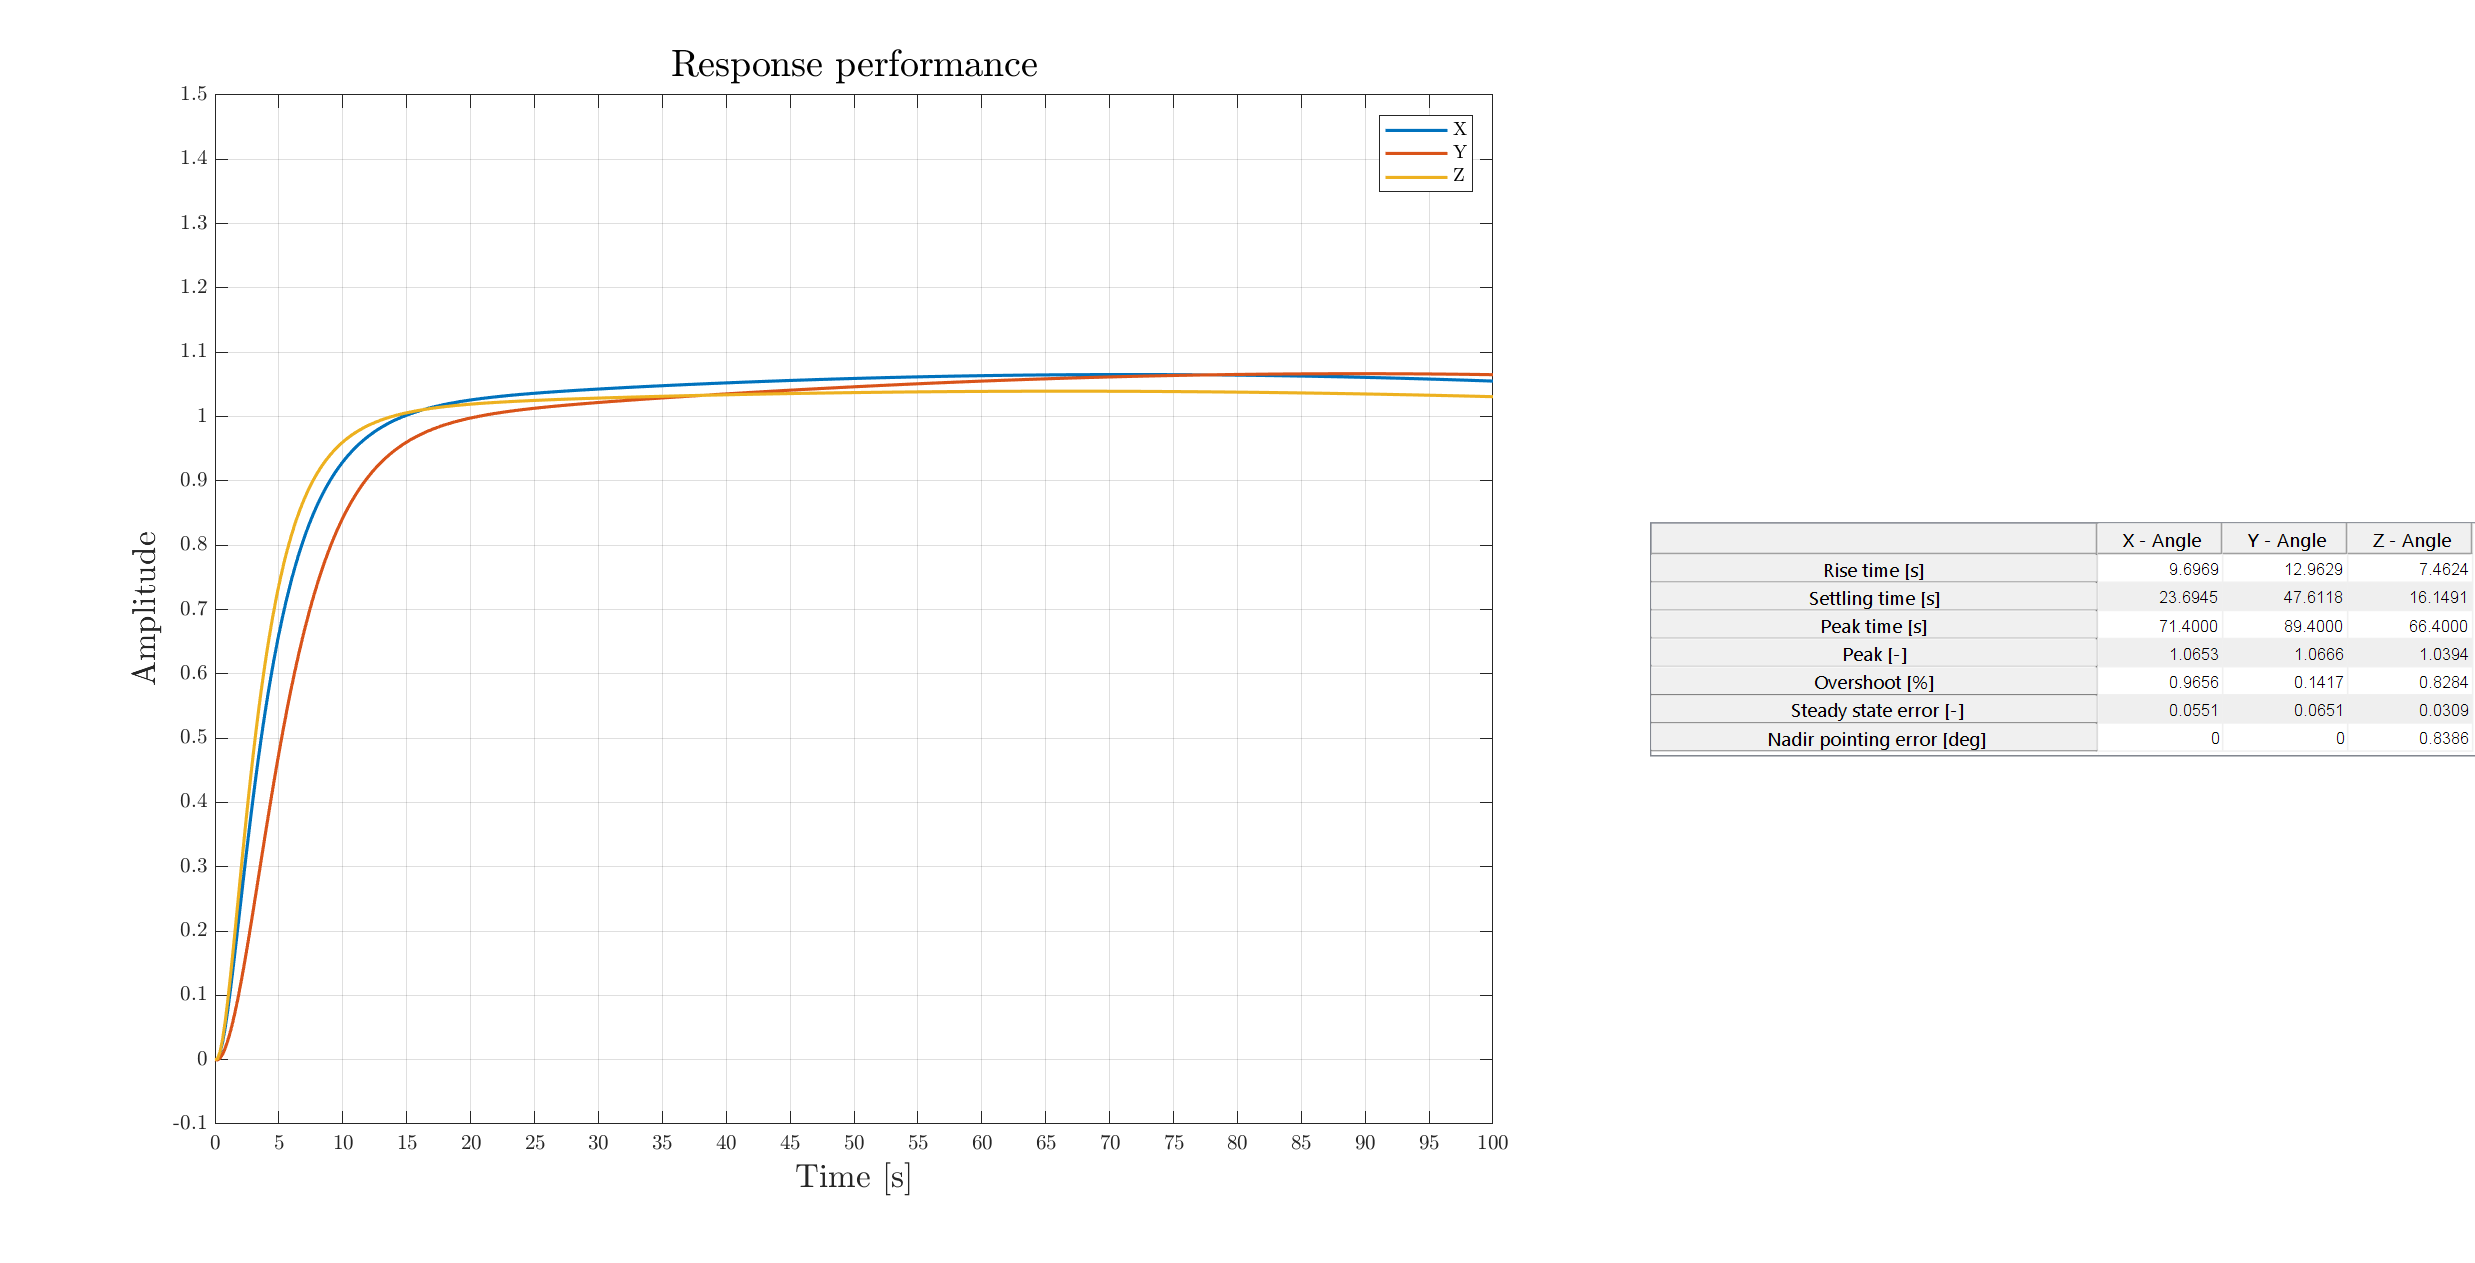 Response performance
1.5
1.4
1.3
1.2
1.1
1
0.9
0.8
0.7
0.6
0.5
0.4
0.3
0.2
0.1
0
-0.1
Amplitude
0 5 10 15 20 25 30 35 40 45 50 55 60 65 70 75 80 85 90 95 100
Time [s]
X
Y
Z
X - Angle Y - Angle Z - Angle
Rise time [s] 9.6969 12.9629 7.4624
Settling time [s] 23.6945 47.6118 16.1491
Peak time [s] 71.4000 89.4000 66.4000
Peak [-] 1.0653 1.0666 1.0394
Overshoot [%] 0.9656 0.1417 0.8284
Steady state error [-] 0.0551 0.0651 0.0309
Nadir pointing error [deg] 0 0 0.8386